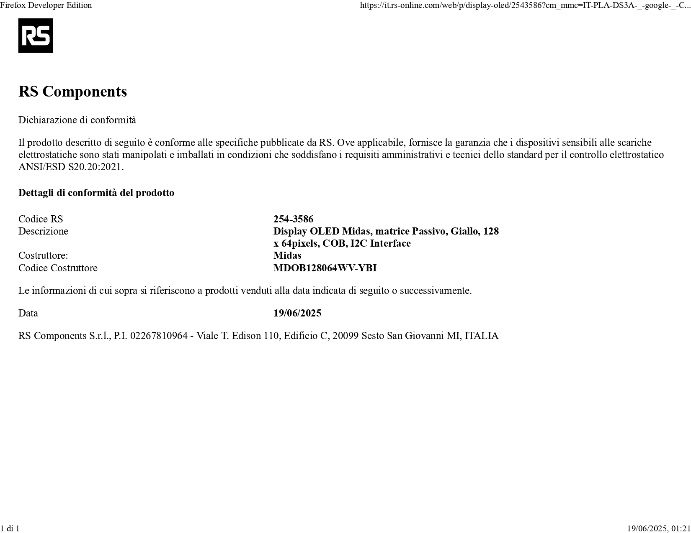 Firefox Developer Edition
https://it.rs-online.com/web/p/display-oled/2543586?cm_mmc=IT-PLA-DS3A-_-google-_-C...
RS
RS Components
Dichiarazione di conformità
Il prodotto descritto di seguito è conforme alle specifiche pubblicate da RS. Ove applicabile, fornisce la garanzia che i dispositivi sensibili alle scariche
elettrostatiche sono stati manipolati e imballati in condizioni che soddisfano i requisiti amministrativi e tecnici dello standard per il controllo elettrostatico
ANSI/ESD S20.20:2021.
Dettagli di conformità del prodotto
Codice RS 254-3586
Descrizione Display OLED Midas, matrice Passivo, Giallo, 128
x 64pixels, COB, I2C Interface
Costruttore: Midas
Codice Costruttore MDOB128064WV-YBI
Le informazioni di cui sopra si riferiscono a prodotti venduti alla data indicata di seguito o successivamente.
Data 19/06/2025
RS Components S.r.l., P.I. 02267810964 - Viale T. Edison 110, Edificio C, 20099 Sesto San Giovanni MI, ITALIA
1 di 1
19/06/2025, 01:21